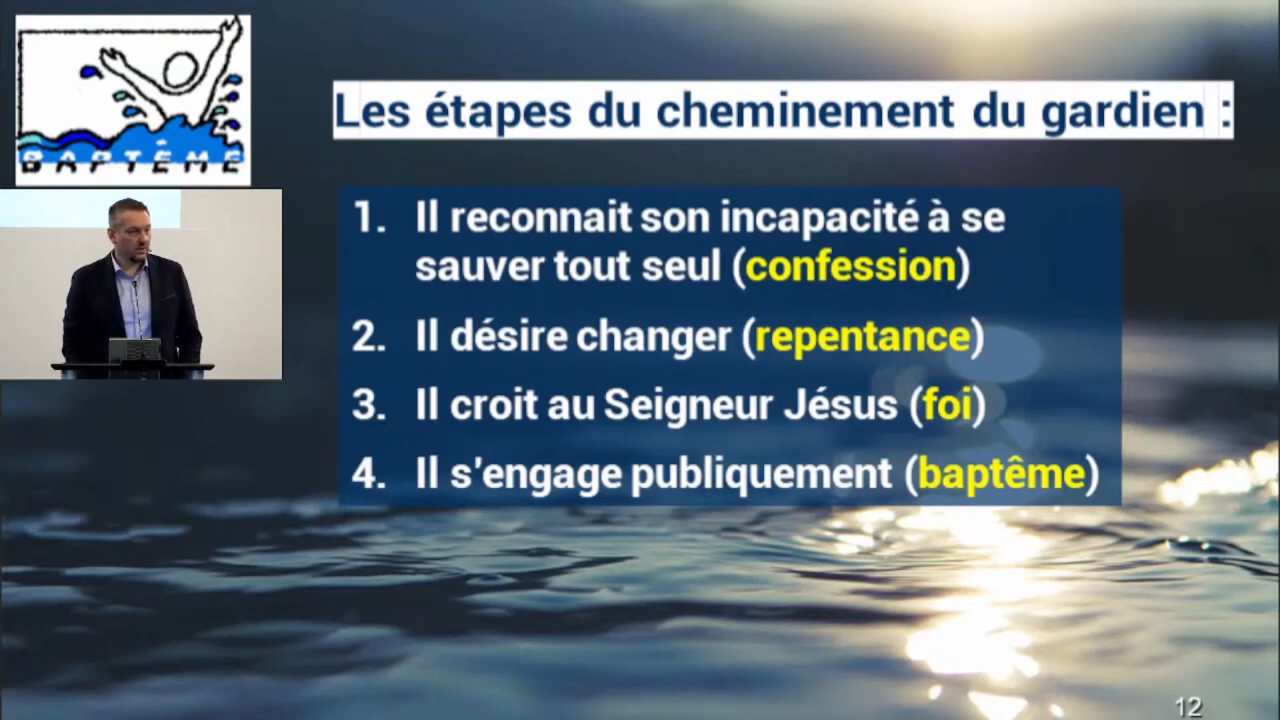 BAPTÊME
Les étapes du cheminement du gardien :
1. Il reconnait son incapacité à se
sauver tout seul (confession)
2. Il désire changer (repentance)
3. Il croit au Seigneur Jésus (foi)
4. Il s'engage publiquement (baptême)
12